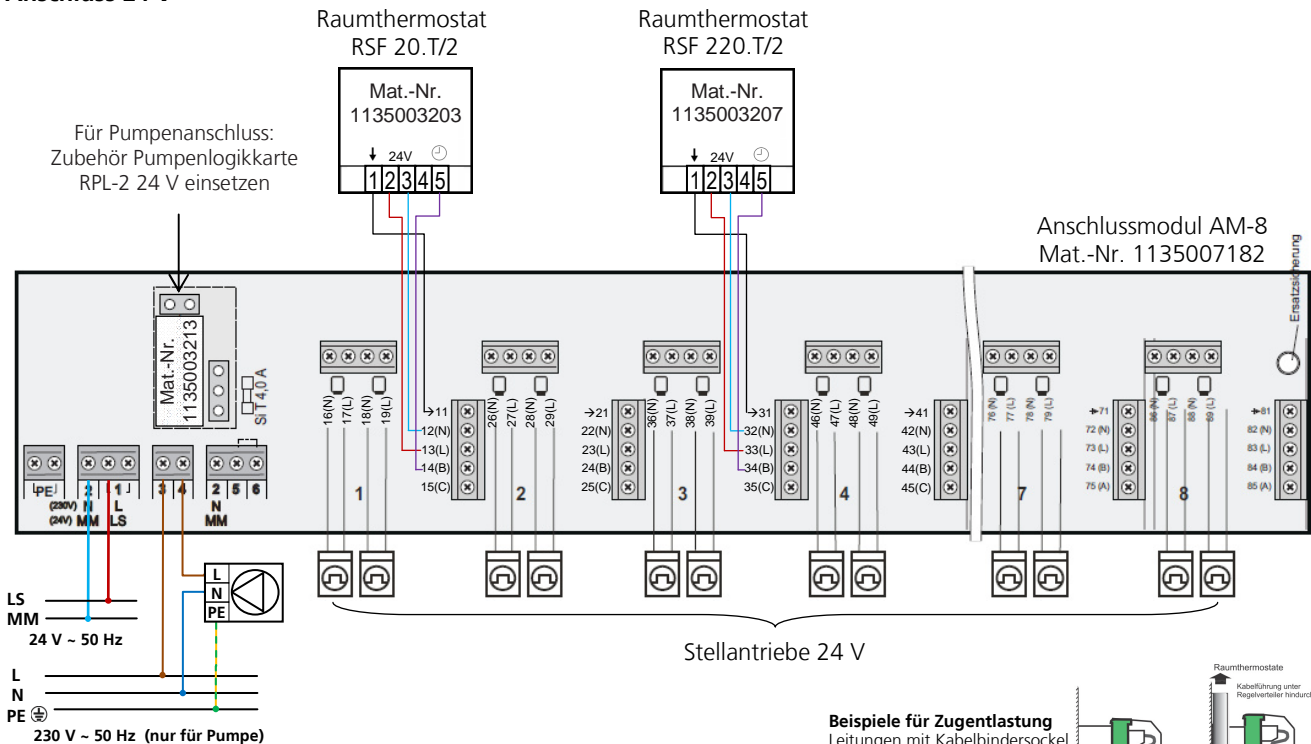 Raumthermostat
RSF 20.T/2
Raumthermostat
RSF 220.T/2
Mat.-Nr.
1135003203
24V
1 2 3 4 5
Mat.-Nr.
1135003207
24V
1 2 3 4 5
Für Pumpenanschluss:
Zubehör Pumpenlogikkarte
RPL-2 24 V einsetzen
Anschlussmodul AM-8
Mat.-Nr. 1135007182
Ersatzsicherung
Mat.-Nr.
1135003213
Si T 4,0 A
16(N)
17(L)
18(N)
19(L)
→11
12(N)
13(L)
14(B)
15(C)
26(N)
27(L)
28(N)
29(L)
→21
22(N)
23(L)
24(B)
25(C)
36(N)
37(L)
38(N)
39(L)
→31
32(N)
33(L)
34(B)
35(C)
46(N)
47(L)
48(N)
49(L)
→41
42(N)
43(L)
44(B)
45(C)
76 (N)
77 (L)
78 (N)
79 (L)
→71
72 (N)
73 (L)
74 (B)
75 (A)
86 (N)
87 (L)
88 (N)
89 (L)
→81
82 (N)
83 (L)
84 (B)
85 (A)
1 2 3 4 7 8
PE 2 1 3 4 2 5 6
(230V) N L N
(24V) MM LS MM
L
N
PE
LS
MM
24 V ~ 50 Hz
L
N
PE
230 V ~ 50 Hz (nur für Pumpe)
Stellantriebe 24 V
Beispiele für Zugentlastung
Leitungen mit Kabelbindersockel
Raumthermostate
Kabelführung unter
Regelverteiler hindurch